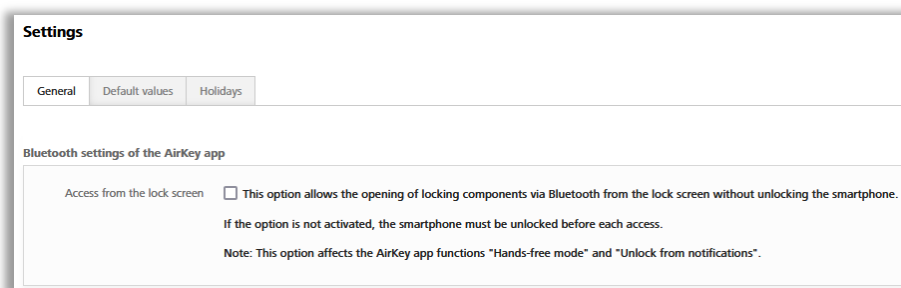 Settings
General Default values Holidays
Bluetooth settings of the AirKey app
Access from the lock screen This option allows the opening of locking components via Bluetooth from the lock screen without unlocking the smartphone.
If the option is not activated, the smartphone must be unlocked before each access.
Note: This option affects the AirKey app functions "Hands-free mode" and "Unlock from notifications".